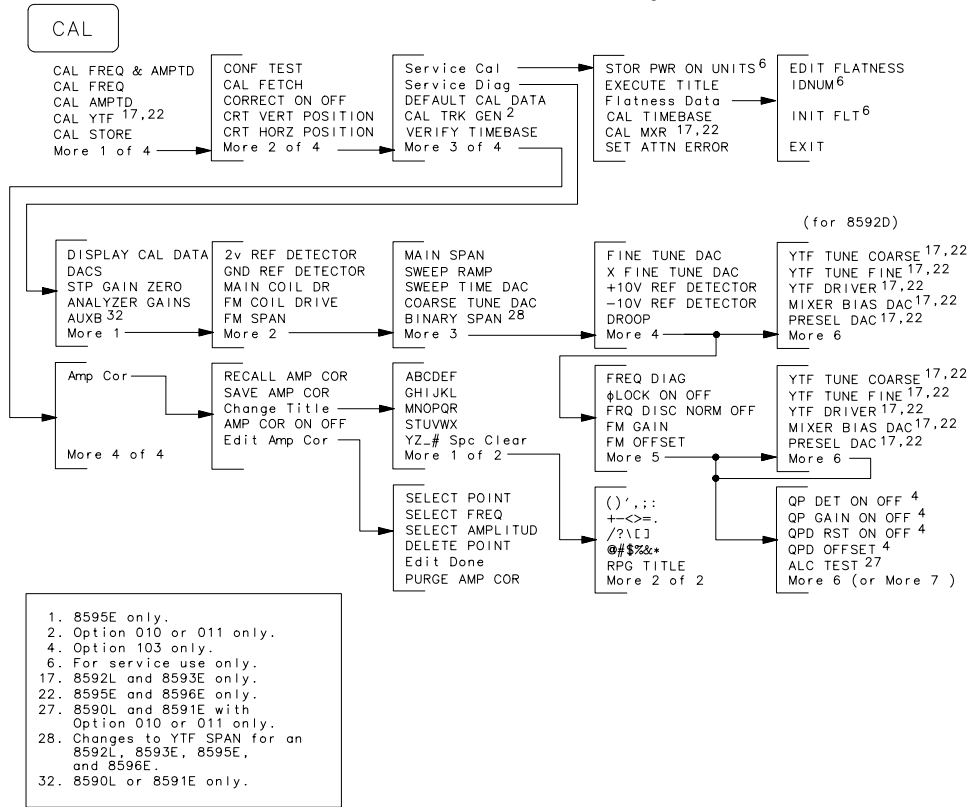 CAL
CAL FREQ & AMPTD
CAL FREQ
CAL AMPTD
CAL YTF 17,22
CAL STORE
More 1 of 4
CONF TEST
CAL FETCH
CORRECT ON OFF
CRT VERT POSITION
CRT HORZ POSITION
More 2 of 4
Service Cal
Service Diag
DEFAULT CAL DATA
CAL TRK GEN 2
VERIFY TIMEBASE
More 3 of 4
STOR PWR ON UNITS 6
EXECUTE TITLE
Flatness Data
CAL TIMEBASE
CAL MXR 17,22
SET ATTN ERROR
EDIT FLATNESS
IDNUM 6
INIT FLT 6
EXIT
(for 8592D)
DISPLAY CAL DATA
DACS
STP GAIN ZERO
ANALYZER GAINS
AUXB 32
More 1
2v REF DETECTOR
GND REF DETECTOR
MAIN COIL DR
FM COIL DRIVE
FM SPAN
More 2
MAIN SPAN
SWEEP RAMP
SWEEP TIME DAC
COARSE TUNE DAC
BINARY SPAN 28
More 3
FINE TUNE DAC
X FINE TUNE DAC
+10V REF DETECTOR
-10V REF DETECTOR
DROOP
More 4
YTF TUNE COARSE 17,22
YTF TUNE FINE 17,22
YTF DRIVER 17,22
MIXER BIAS DAC 17,22
PRESEL DAC 17,22
More 6
Amp Cor
More 4 of 4
RECALL AMP COR
SAVE AMP COR
Change Title
AMP COR ON OFF
Edit Amp Cor
ABCDEF
GHIJKL
MNOPQR
STUVWX
YZ_# Spc Clear
More 1 of 2
FREQ DIAG
ϕLOCK ON OFF
FRQ DISC NORM OFF
FM GAIN
FM OFFSET
More 5
YTF TUNE COARSE 17,22
YTF TUNE FINE 17,22
YTF DRIVER 17,22
MIXER BIAS DAC 17,22
PRESEL DAC 17,22
More 6
SELECT POINT
SELECT FREQ
SELECT AMPLITUD
DELETE POINT
Edit Done
PURGE AMP COR
()',;:
+-<>=.
/?\[]
@#$%&*
RPG TITLE
More 2 of 2
QP DET ON OFF 4
QP GAIN ON OFF 4
QPD RST ON OFF 4
QPD OFFSET 4
ALC TEST 27
More 6 (or More 7 )
1. 8595E only.
2. Option 010 or 011 only.
4. Option 103 only.
6. For service use only.
17. 8592L and 8593E only.
22. 8595E and 8596E only.
27. 8590L and 8591E with
Option 010 or 011 only.
28. Changes to YTF SPAN for an
8592L, 8593E, 8595E,
and 8596E.
32. 8590L or 8591E only.